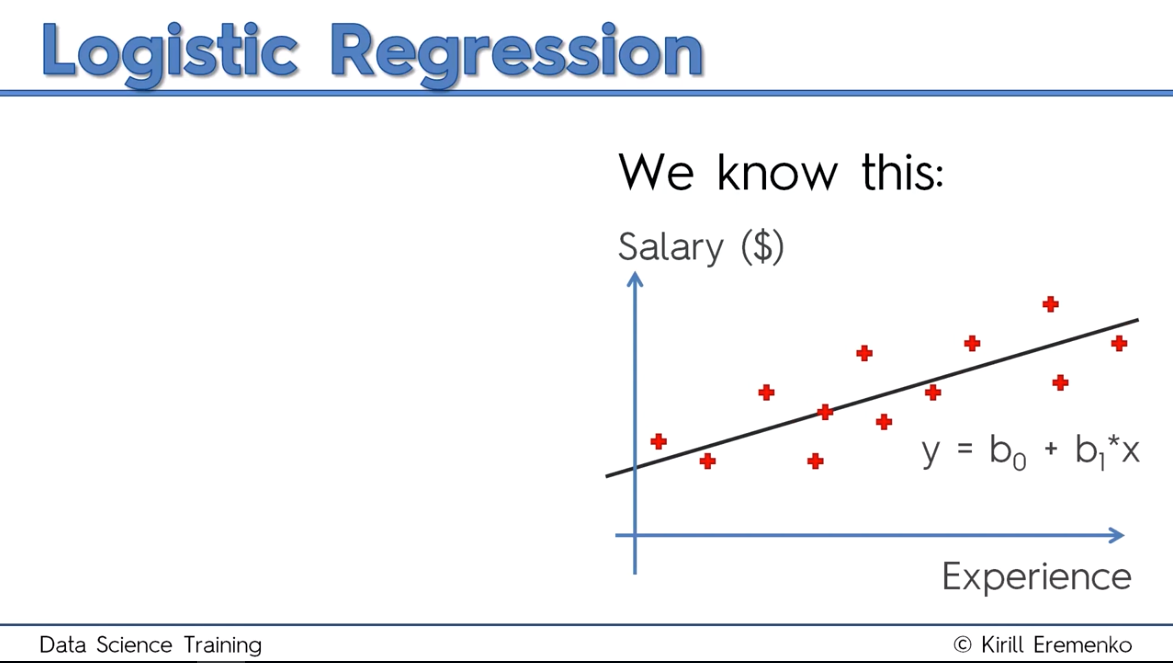 Logistic Regression
We know this:
Salary ($)
y = b₀ + b₁*x
Experience
Data Science Training
© Kirill Eremenko